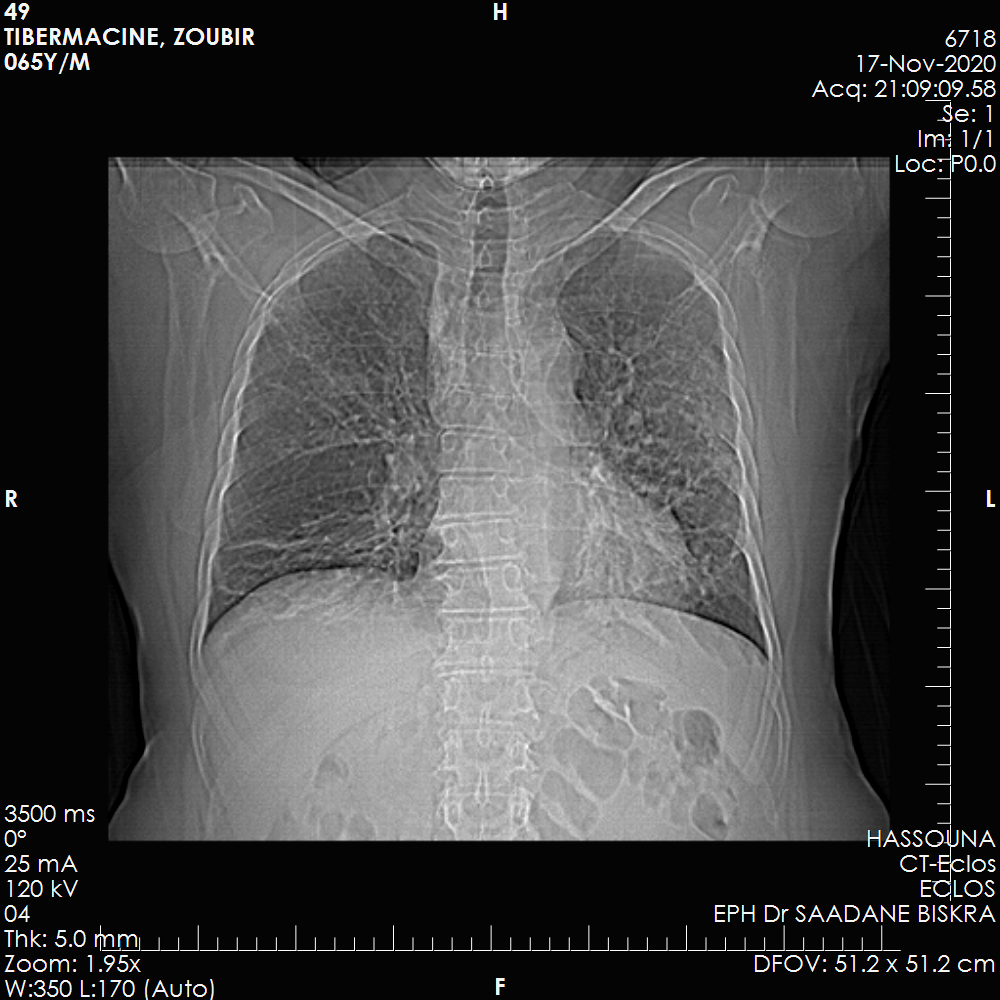 49
TIBERMACINE, ZOUBIR
065Y/M
H
6718
17-Nov-2020
Acq: 21:09:09.58
Se: 1
Im: 1/1
Loc: P0.0
R
L
3500 ms
0°
25 mA
120 kV
04
Thk: 5.0 mm
Zoom: 1.95x
W:350 L:170 (Auto)
F
HASSOUNA
CT-Eclos
ECLOS
EPH Dr SAADANE BISKRA
DFOV: 51.2 x 51.2 cm